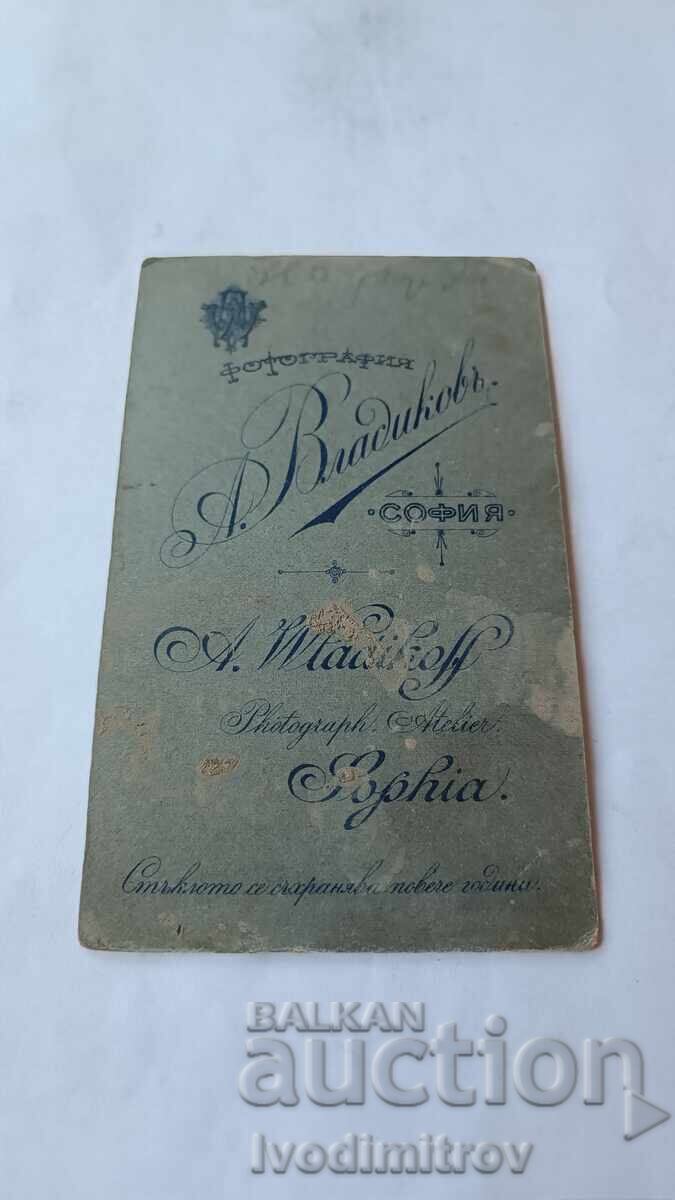 ФОТОГРАФИЯ
А. Владиковъ.
СОФИЯ
A. Wladikoff
Photograph. Atelier.
Sophia.
Стъклото се съхранява повече години.
BALKAN
auction
Ivodimitrov